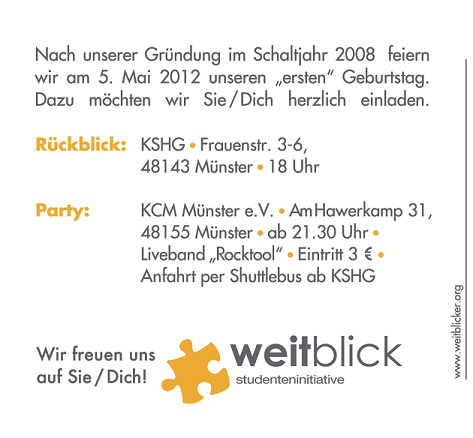 Nach unserer Gründung im Schaltjahr 2008 feiern
wir am 5. Mai 2012 unseren „ersten“ Geburtstag.
Dazu möchten wir Sie/Dich herzlich einladen.
Rückblick: KSHG • Frauenstr. 3-6,
48143 Münster • 18 Uhr
Party: KCM Münster e.V. • Am Hawerkamp 31,
48155 Münster • ab 21.30 Uhr •
Liveband „Rocktool“ • Eintritt 3 € •
Anfahrt per Shuttlebus ab KSHG
Wir freuen uns
auf Sie/Dich!
weitblick
studenteninitiative
www.weitblicker.org